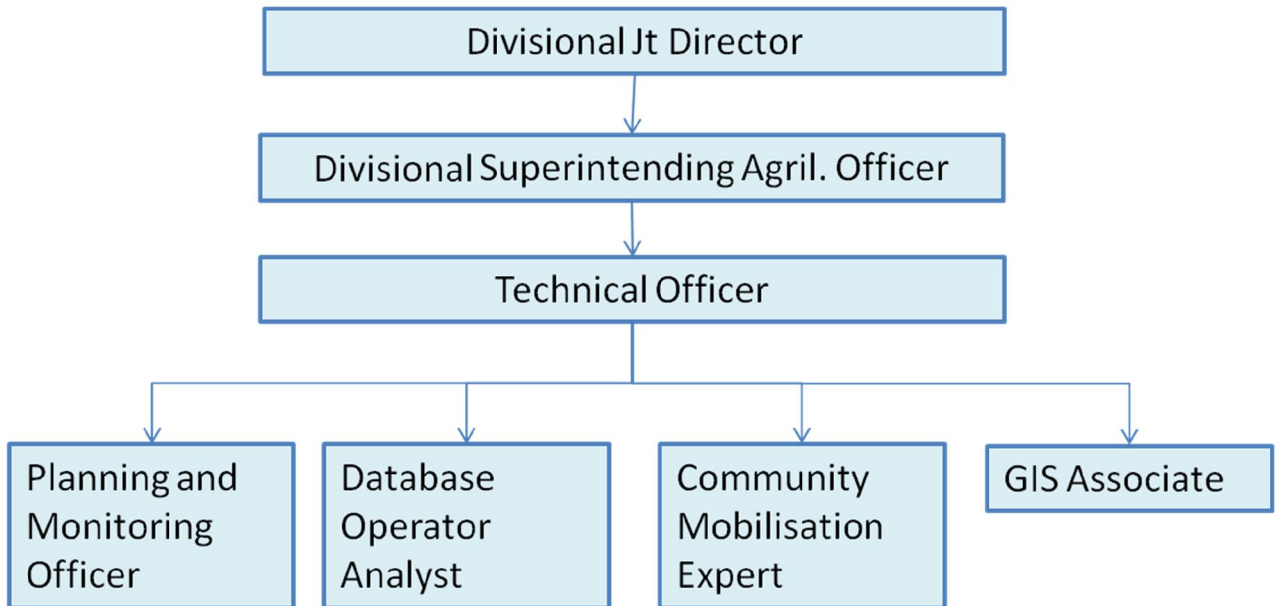 Divisional Jt Director
Divisional Superintending Agril. Officer
Technical Officer
Planning and
Monitoring
Officer
Database
Operator
Analyst
Community
Mobilisation
Expert
GIS Associate